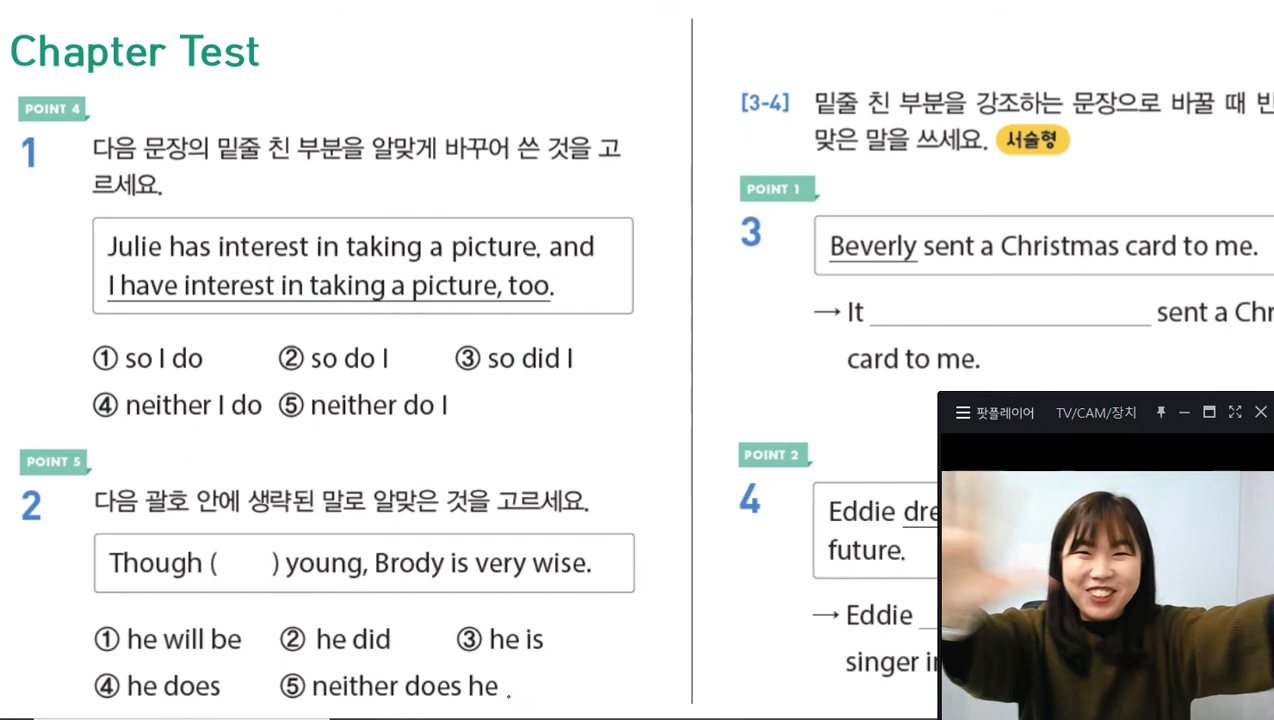 Chapter Test
POINT 4
1
다음 문장의 밑줄 친 부분을 알맞게 바꾸어 쓴 것을 고
르세요.
Julie has interest in taking a picture, and
I have interest in taking a picture, too.
① so I do ② so do I ③ so did I
④ neither I do ⑤ neither do I
POINT 5
2
다음 괄호 안에 생략된 말로 알맞은 것을 고르세요.
Though ( ) young, Brody is very wise.
① he will be ② he did ③ he is
④ he does ⑤ neither does he
[3-4] 밑줄 친 부분을 강조하는 문장으로 바꿀 때 빈
맞은 말을 쓰세요. 서술형
POINT 1
3
Beverly sent a Christmas card to me.
→ It ______ sent a Chr
card to me.
POINT 2
4
Eddie dre
future.
→ Eddie
singer in
팟플레이어 TV/CAM/장치